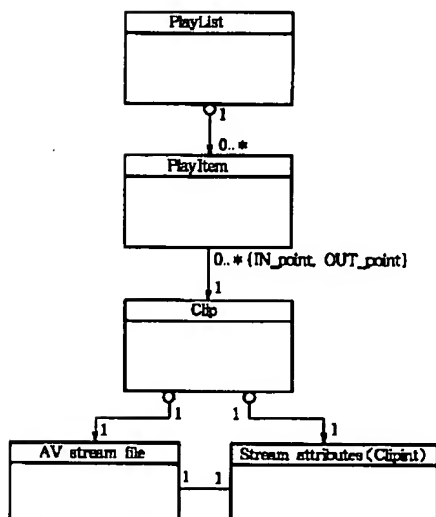 PlayList
1
0..*
PlayItem
0..* {IN_point, OUT_point}
1
Clip
1 1
1 1
AV stream file
Stream attributes(Clipint)
1 1